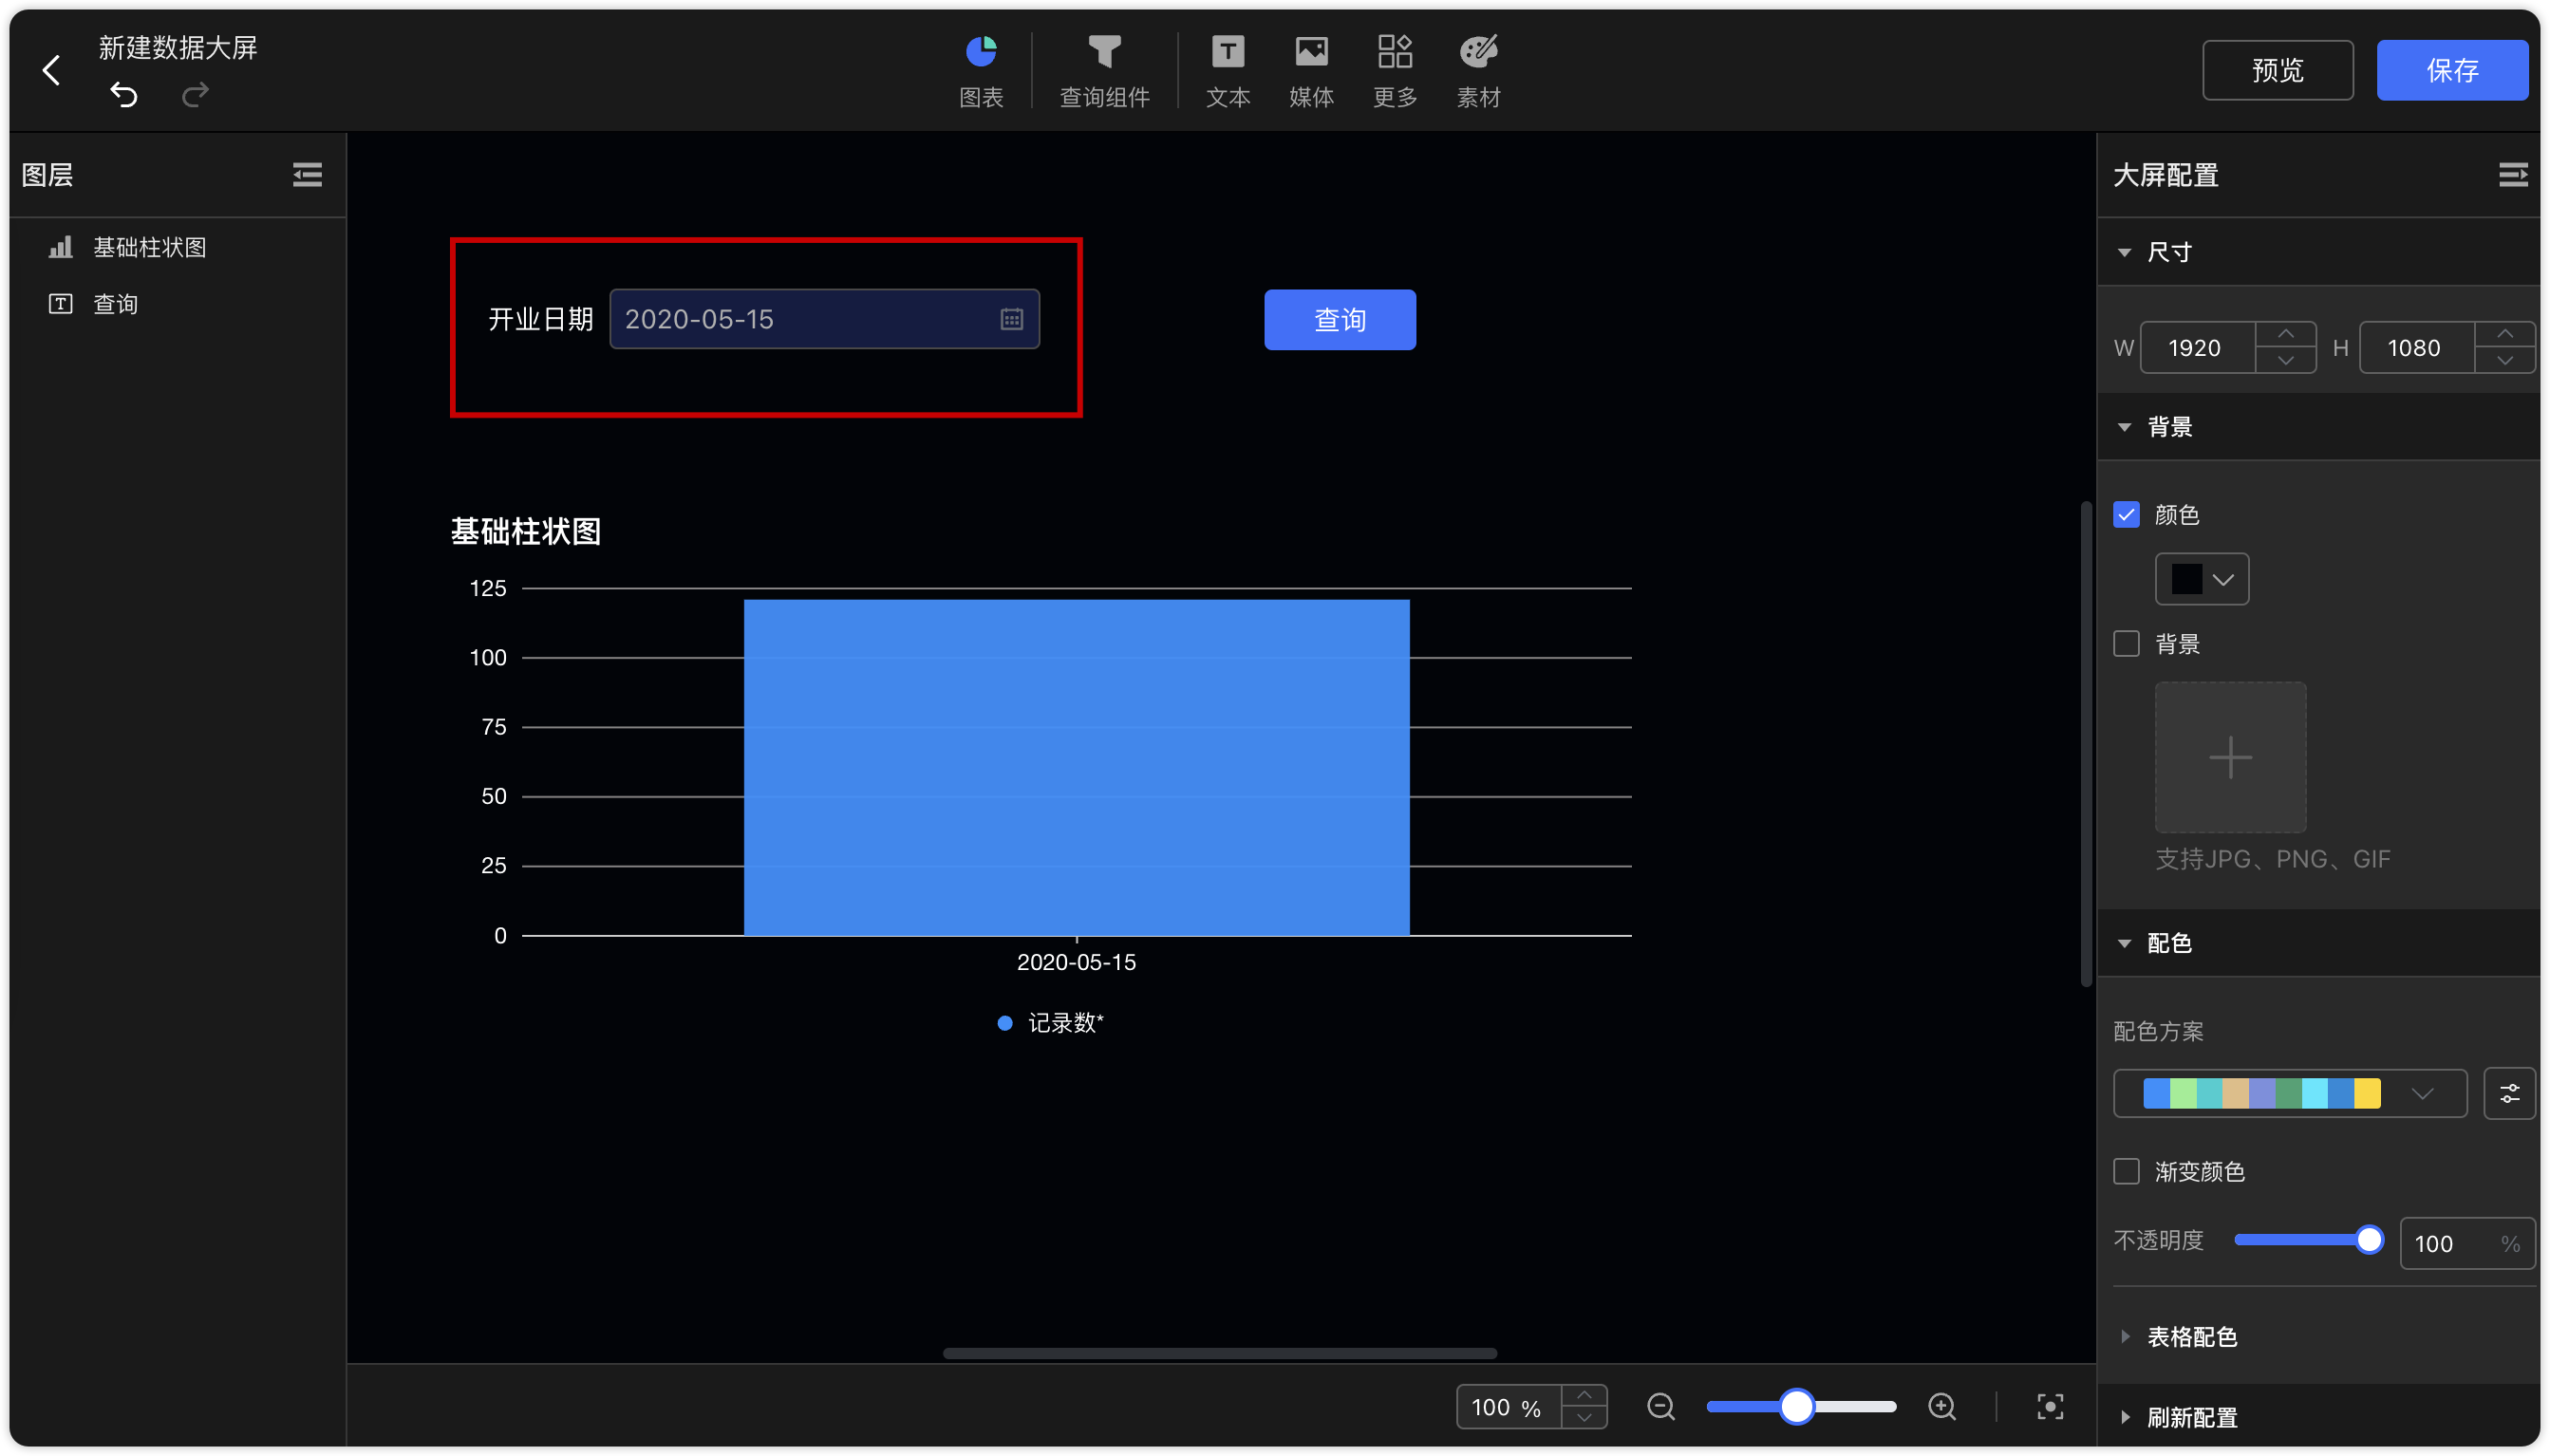 新建数据大屏
图表
查询组件
文本
媒体
更多
素材
预览
保存
图层
基础柱状图
查询
开业日期
2020-05-15
查询
基础柱状图
125
100
75
50
25
0
2020-05-15
记录数*
100 %
大屏配置
尺寸
W 1920 H 1080
背景
颜色
背景
支持JPG、PNG、GIF
配色
配色方案
渐变颜色
不透明度 100 %
表格配色
刷新配置